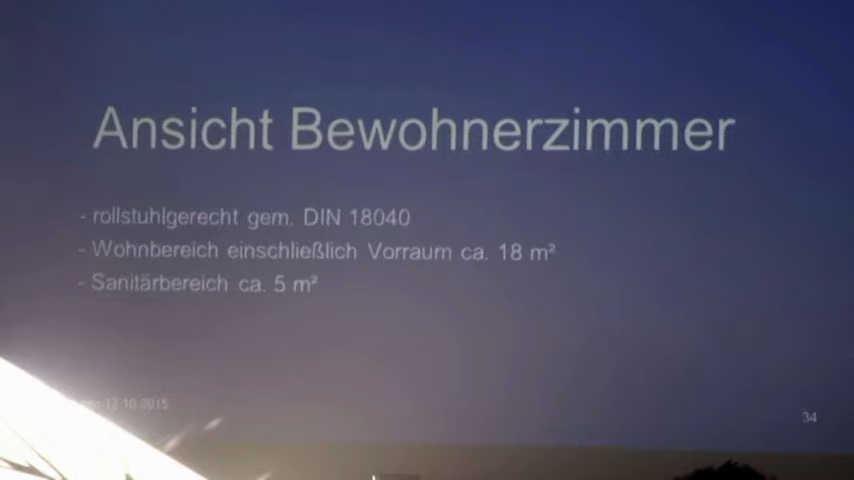 Ansicht Bewohnerzimmer
- rollstuhlgerecht gem. DIN 18040
- Wohnbereich einschließlich Vorraum ca. 18 m²
- Sanitärbereich ca. 5 m²
12.10.2015
34